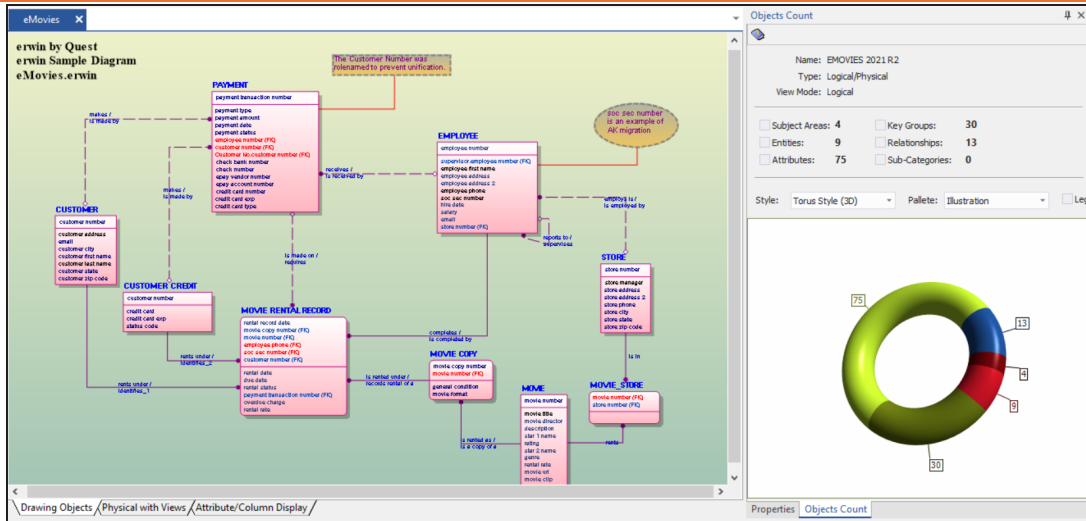 eMovies
erwin by Quest
erwin Sample Diagram
eMovies.erwin
The Customer Number was
rolenamed to prevent unification.
PAYMENT
payment transaction number
payment type
payment amount
payment date
payment status
employee number (FK)
customer number (FK)
Customer No.customer number (FK)
check bank number
check number
epay vendor number
epay account number
credit card number
credit card exp
credit card type
makes /
is made by
makes /
is made by
receives /
is received by
soc sec number
is an example of
AK migration
EMPLOYEE
employee number
supervisor.employee number (FK)
employee first name
employee address
employee address 2
employee phone
soc sec number
hire date
salary
email
store number (FK)
employs /
is employed by
reports to /
supervises
CUSTOMER
customer number
customer address
email
customer city
customer first name
customer last name
customer state
customer zip code
CUSTOMER CREDIT
customer number
credit card
credit card exp
status code
is made on /
requires
STORE
store number
store manager
store address
store address 2
store phone
store city
store state
store zip code
MOVIE RENTAL RECORD
rental record date
movie copy number (FK)
movie number (FK)
employee phone (FK)
soc sec number (FK)
customer number (FK)
rental date
due date
rental status
payment transaction number (FK)
overdue charge
rental rate
completes /
is completed by
rents under /
identifies_2
rents under /
identifies_1
is rented under /
records rental of a
MOVIE COPY
movie copy number
movie number (FK)
general condition
movie format
is in
MOVIE_STORE
movie number (FK)
store number (FK)
MOVIE
movie number
movie title
movie director
description
star 1 name
rating
star 2 name
genre
rental rate
movie url
movie clip
is rented as /
is a copy of a
rents
Drawing Objects
Physical with Views
Attribute/Column Display
Objects Count
Name: EMOVIES 2021 R2
Type: Logical/Physical
View Mode: Logical
Subject Areas: 4
Key Groups: 30
Entities: 9
Relationships: 13
Attributes: 75
Sub-Categories: 0
Style: Torus Style (3D)
Pallete: Illustration
Leg
75
13
4
9
30
Properties
Objects Count